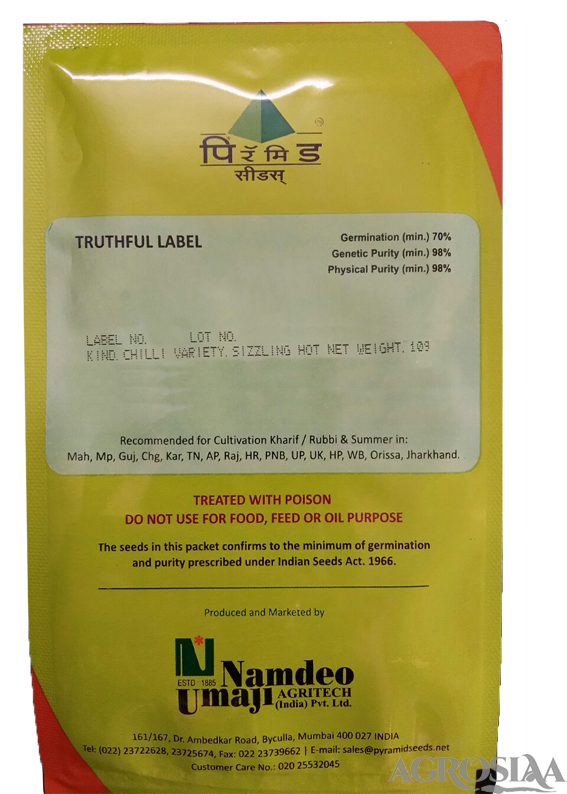 पिरॅमिड
सीडस्
TRUTHFUL LABEL
Germination (min.) 70%
Genetic Purity (min.) 98%
Physical Purity (min.) 98%
LABEL NO. LOT NO.
KIND. CHILLI VARIETY. SIZZLING HOT NET WEIGHT. 10g
Recommended for Cultivation Kharif / Rubbi & Summer in:
Mah, Mp, Guj, Chg, Kar, TN, AP, Raj, HR, PNB, UP, UK, HP, WB, Orissa, Jharkhand.
TREATED WITH POISON
DO NOT USE FOR FOOD, FEED OR OIL PURPOSE
The seeds in this packet confirms to the minimum of germination
and purity prescribed under Indian Seeds Act. 1966.
Produced and Marketed by
N
ESTD 1885
Namdeo
Umaji AGRITECH
(India) Pvt. Ltd.
161/167, Dr. Ambedkar Road, Byculla, Mumbai 400 027 INDIA
Tel: (022) 23722628, 23725674, Fax: 022 23739662 | E-mail: sales@pyramidseeds.net
Customer Care No.: 020 25532045
AGROSIAA